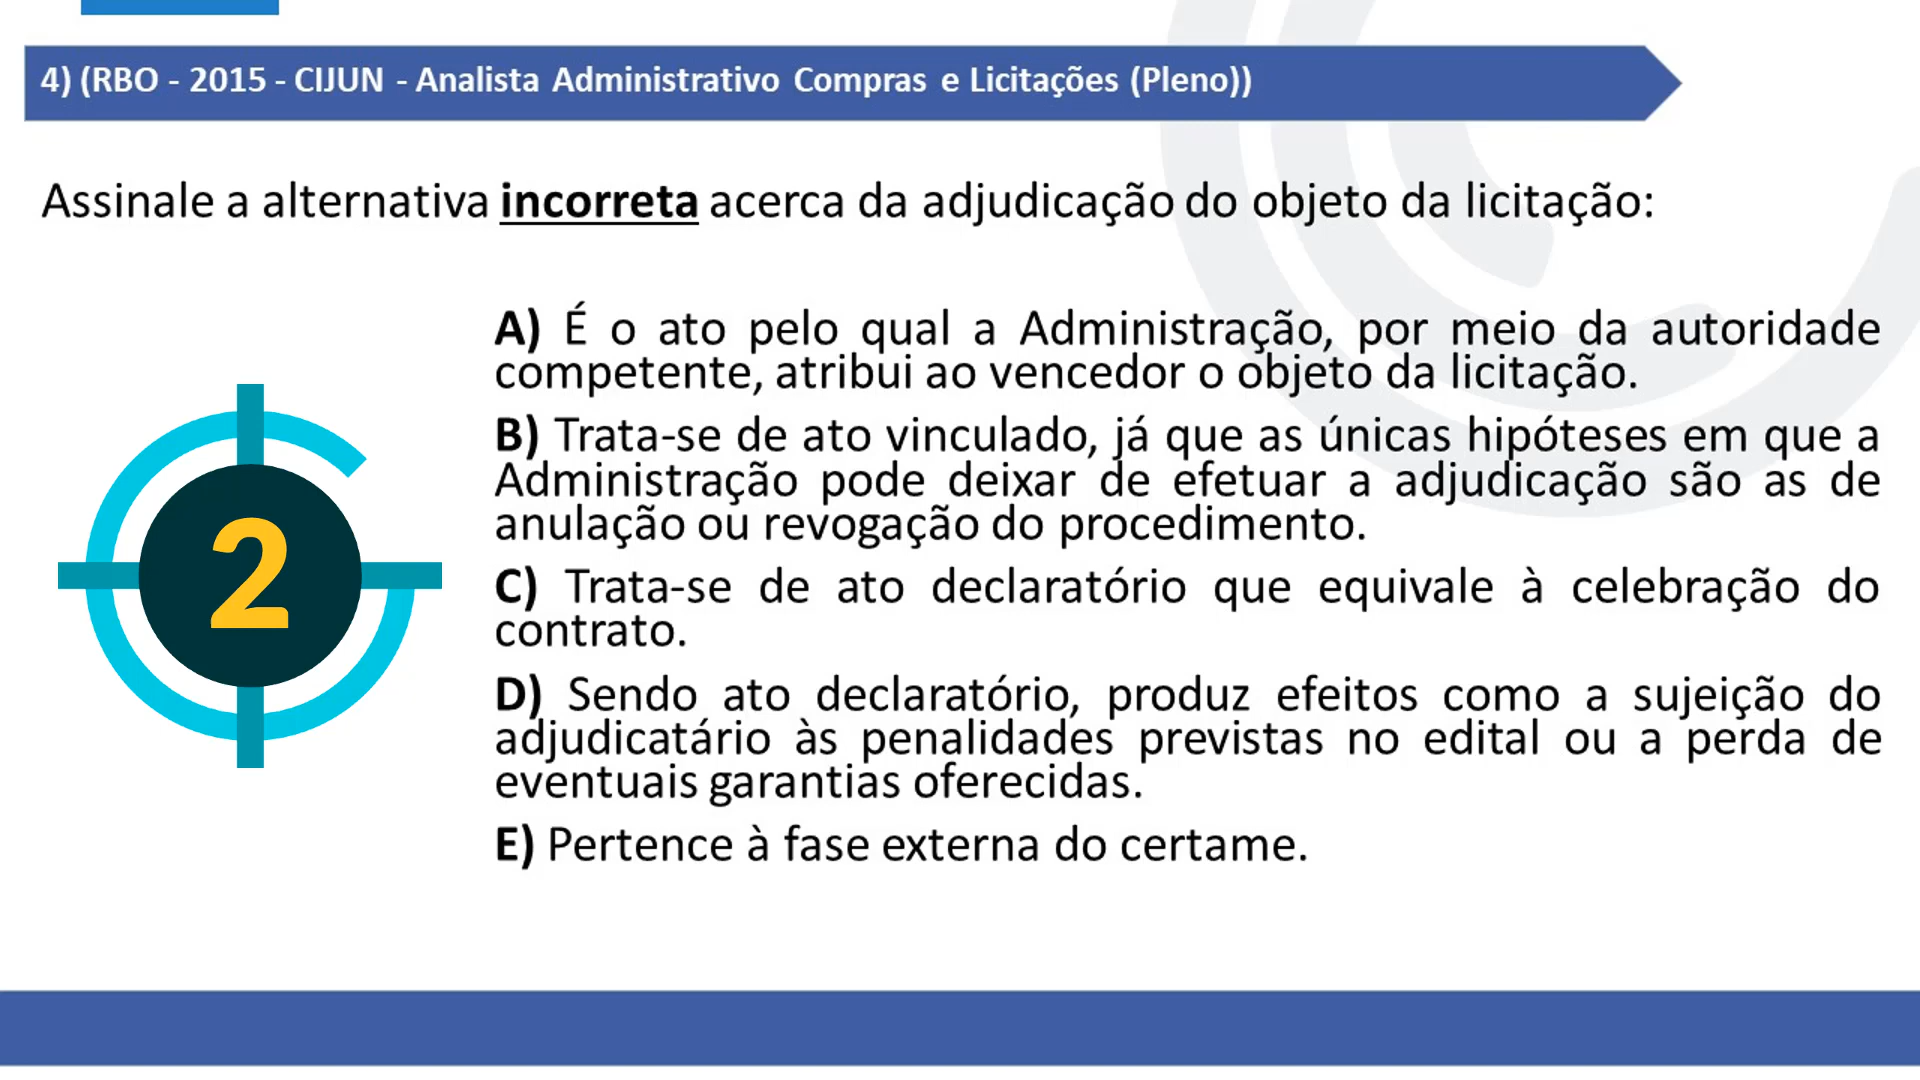 4) (RBO - 2015 - CIJUN - Analista Administrativo Compras e Licitações (Pleno))
Assinale a alternativa incorreta acerca da adjudicação do objeto da licitação:
A) É o ato pelo qual a Administração, por meio da autoridade
competente, atribui ao vencedor o objeto da licitação.
B) Trata-se de ato vinculado, já que as únicas hipóteses em que a
Administração pode deixar de efetuar a adjudicação são as de
anulação ou revogação do procedimento.
C) Trata-se de ato declaratório que equivale à celebração do
contrato.
D) Sendo ato declaratório, produz efeitos como a sujeição do
adjudicatário às penalidades previstas no edital ou a perda de
eventuais garantias oferecidas.
E) Pertence à fase externa do certame.
2